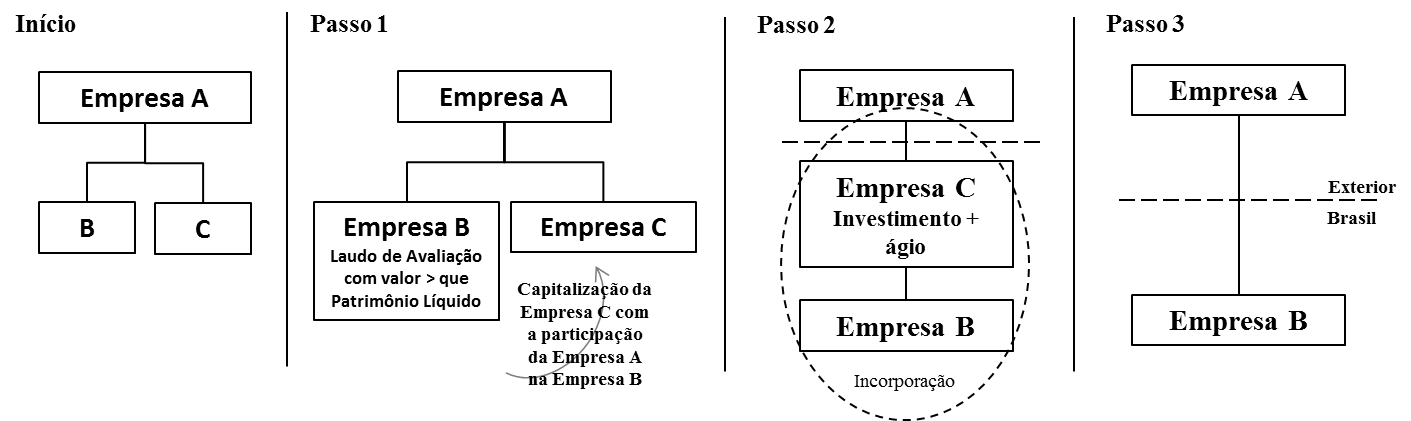 Início
Empresa A
B
C
Passo 1
Empresa A
Empresa B
Laudo de Avaliação
com valor > que
Patrimônio Líquido
Empresa C
Capitalização da
Empresa C com
a participação
da Empresa A
na Empresa B
Passo 2
Empresa A
Empresa C
Investimento +
ágio
Empresa B
Incorporação
Passo 3
Empresa A
Exterior
Brasil
Empresa B